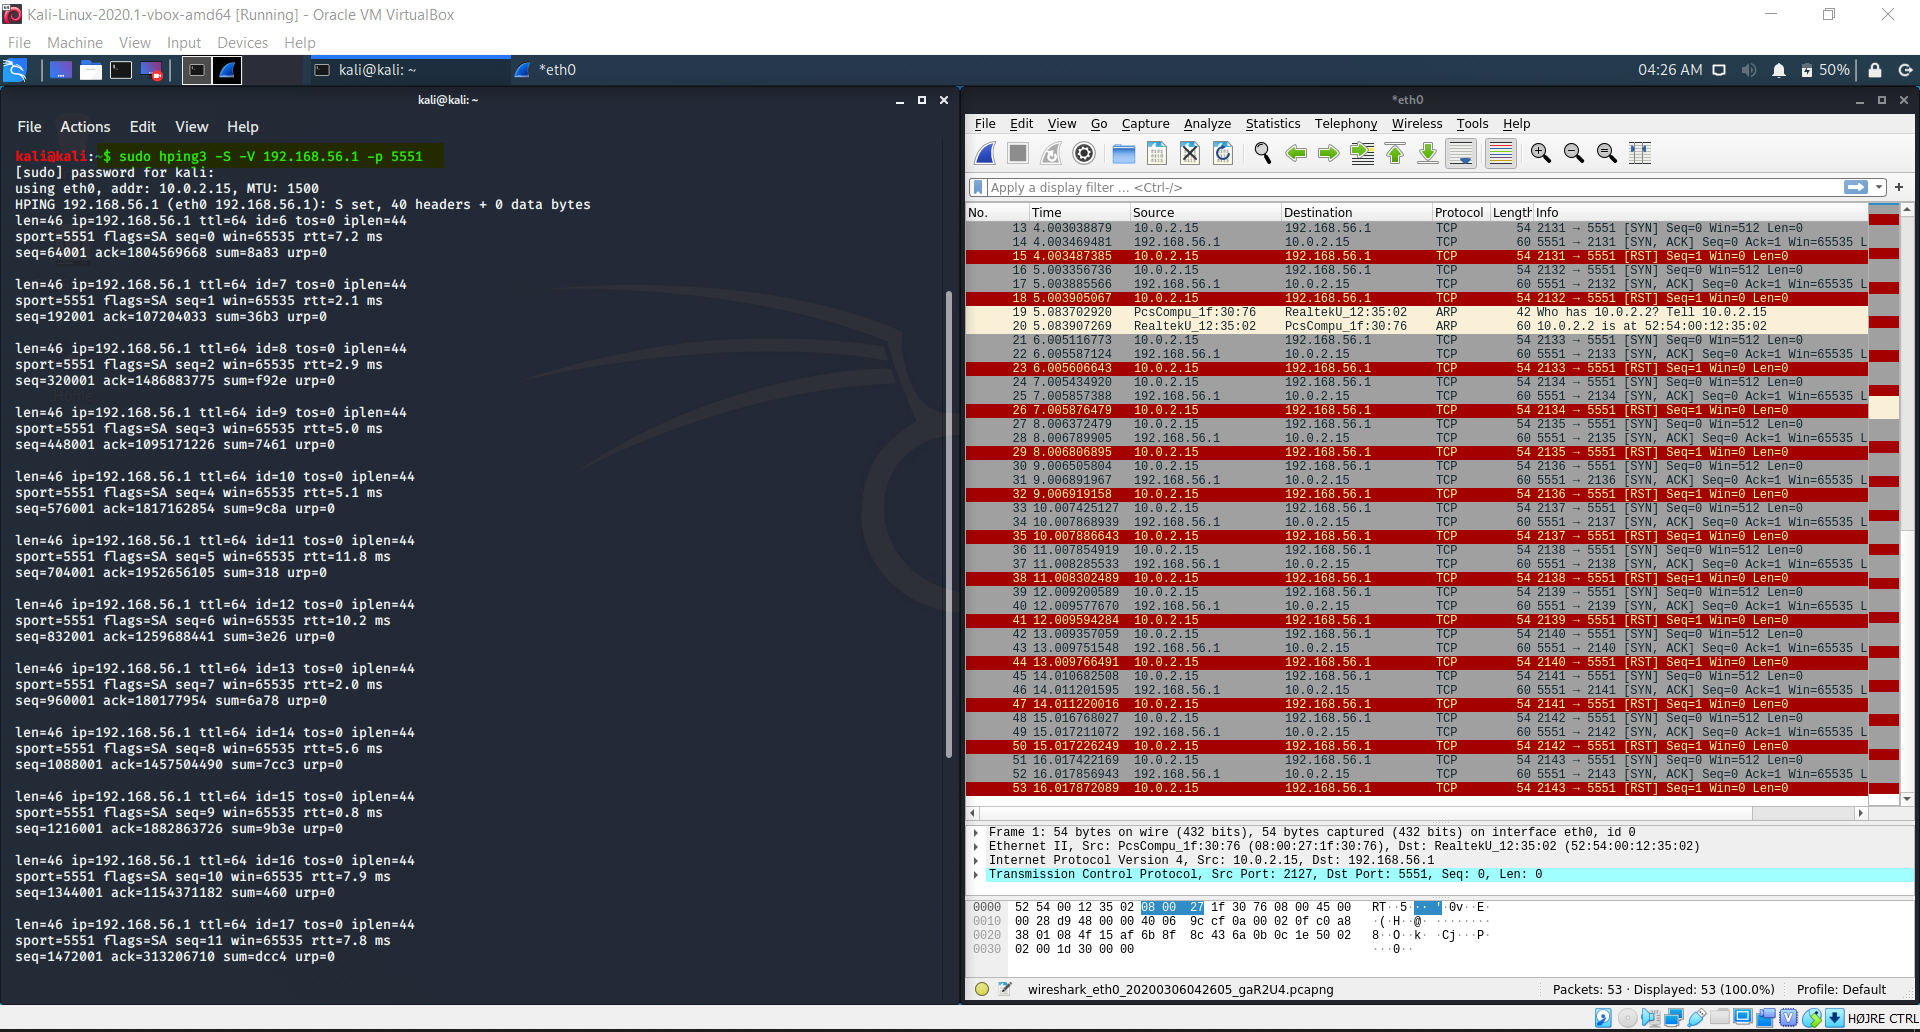 Kali-Linux-2020.1-vbox-amd64 [Running] - Oracle VM VirtualBox
File Machine View Input Devices Help
kali@kali: ~
*eth0
04:26 AM
50%
kali@kali:~
File Actions Edit View Help
kali@kali:~$ sudo hping3 -S -V 192.168.56.1 -p 5551
[sudo] password for kali:
using eth0, addr: 10.0.2.15, MTU: 1500
HPING 192.168.56.1 (eth0 192.168.56.1): S set, 40 headers + 0 data bytes
len=46 ip=192.168.56.1 ttl=64 id=6 tos=0 iplen=44
sport=5551 flags=SA seq=0 win=65535 rtt=7.2 ms
seq=64001 ack=1804569668 sum=8a83 urp=0
len=46 ip=192.168.56.1 ttl=64 id=7 tos=0 iplen=44
sport=5551 flags=SA seq=1 win=65535 rtt=2.1 ms
seq=192001 ack=107204033 sum=36b3 urp=0
len=46 ip=192.168.56.1 ttl=64 id=8 tos=0 iplen=44
sport=5551 flags=SA seq=2 win=65535 rtt=2.9 ms
seq=320001 ack=1486883775 sum=f92e urp=0
len=46 ip=192.168.56.1 ttl=64 id=9 tos=0 iplen=44
sport=5551 flags=SA seq=3 win=65535 rtt=5.0 ms
seq=448001 ack=1095171226 sum=7461 urp=0
len=46 ip=192.168.56.1 ttl=64 id=10 tos=0 iplen=44
sport=5551 flags=SA seq=4 win=65535 rtt=5.1 ms
seq=576001 ack=1817162854 sum=9c8a urp=0
len=46 ip=192.168.56.1 ttl=64 id=11 tos=0 iplen=44
sport=5551 flags=SA seq=5 win=65535 rtt=11.8 ms
seq=704001 ack=1952656105 sum=318 urp=0
len=46 ip=192.168.56.1 ttl=64 id=12 tos=0 iplen=44
sport=5551 flags=SA seq=6 win=65535 rtt=10.2 ms
seq=832001 ack=1259688441 sum=3e26 urp=0
len=46 ip=192.168.56.1 ttl=64 id=13 tos=0 iplen=44
sport=5551 flags=SA seq=7 win=65535 rtt=2.0 ms
seq=960001 ack=180177954 sum=6a78 urp=0
len=46 ip=192.168.56.1 ttl=64 id=14 tos=0 iplen=44
sport=5551 flags=SA seq=8 win=65535 rtt=5.6 ms
seq=1088001 ack=1457504490 sum=7cc3 urp=0
len=46 ip=192.168.56.1 ttl=64 id=15 tos=0 iplen=44
sport=5551 flags=SA seq=9 win=65535 rtt=0.8 ms
seq=1216001 ack=1882863726 sum=9b3e urp=0
len=46 ip=192.168.56.1 ttl=64 id=16 tos=0 iplen=44
sport=5551 flags=SA seq=10 win=65535 rtt=7.9 ms
seq=1344001 ack=1154371182 sum=460 urp=0
len=46 ip=192.168.56.1 ttl=64 id=17 tos=0 iplen=44
sport=5551 flags=SA seq=11 win=65535 rtt=7.8 ms
seq=1472001 ack=313206710 sum=dcc4 urp=0
*eth0
File Edit View Go Capture Analyze Statistics Telephony Wireless Tools Help
Apply a display filter ... <Ctrl-/>
No. Time Source Destination Protocol Length Info
13 4.003038879 10.0.2.15 192.168.56.1 TCP 54 2131 → 5551 [SYN] Seq=0 Win=512 Len=0
14 4.003469481 192.168.56.1 10.0.2.15 TCP 60 5551 → 2131 [SYN, ACK] Seq=0 Ack=1 Win=65535 L
15 4.003487385 10.0.2.15 192.168.56.1 TCP 54 2131 → 5551 [RST] Seq=1 Win=0 Len=0
16 5.003356736 10.0.2.15 192.168.56.1 TCP 54 2132 → 5551 [SYN] Seq=0 Win=512 Len=0
17 5.003885566 192.168.56.1 10.0.2.15 TCP 60 5551 → 2132 [SYN, ACK] Seq=0 Ack=1 Win=65535 L
18 5.003905067 10.0.2.15 192.168.56.1 TCP 54 2132 → 5551 [RST] Seq=1 Win=0 Len=0
19 5.083702920 PcsCompu_1f:30:76 RealtekU_12:35:02 ARP 42 Who has 10.0.2.2? Tell 10.0.2.15
20 5.083907269 RealtekU_12:35:02 PcsCompu_1f:30:76 ARP 60 10.0.2.2 is at 52:54:00:12:35:02
21 6.005116773 10.0.2.15 192.168.56.1 TCP 54 2133 → 5551 [SYN] Seq=0 Win=512 Len=0
22 6.005587124 192.168.56.1 10.0.2.15 TCP 60 5551 → 2133 [SYN, ACK] Seq=0 Ack=1 Win=65535 L
23 6.005606643 10.0.2.15 192.168.56.1 TCP 54 2133 → 5551 [RST] Seq=1 Win=0 Len=0
24 7.005434920 10.0.2.15 192.168.56.1 TCP 54 2134 → 5551 [SYN] Seq=0 Win=512 Len=0
25 7.005857388 192.168.56.1 10.0.2.15 TCP 60 5551 → 2134 [SYN, ACK] Seq=0 Ack=1 Win=65535 L
26 7.005876479 10.0.2.15 192.168.56.1 TCP 54 2134 → 5551 [RST] Seq=1 Win=0 Len=0
27 8.006372479 10.0.2.15 192.168.56.1 TCP 54 2135 → 5551 [SYN] Seq=0 Win=512 Len=0
28 8.006789905 192.168.56.1 10.0.2.15 TCP 60 5551 → 2135 [SYN, ACK] Seq=0 Ack=1 Win=65535 L
29 8.006806895 10.0.2.15 192.168.56.1 TCP 54 2135 → 5551 [RST] Seq=1 Win=0 Len=0
30 9.006505804 10.0.2.15 192.168.56.1 TCP 54 2136 → 5551 [SYN] Seq=0 Win=512 Len=0
31 9.006891967 192.168.56.1 10.0.2.15 TCP 60 5551 → 2136 [SYN, ACK] Seq=0 Ack=1 Win=65535 L
32 9.006919158 10.0.2.15 192.168.56.1 TCP 54 2136 → 5551 [RST] Seq=1 Win=0 Len=0
33 10.007425127 10.0.2.15 192.168.56.1 TCP 54 2137 → 5551 [SYN] Seq=0 Win=512 Len=0
34 10.007868939 192.168.56.1 10.0.2.15 TCP 60 5551 → 2137 [SYN, ACK] Seq=0 Ack=1 Win=65535 L
35 10.007886643 10.0.2.15 192.168.56.1 TCP 54 2137 → 5551 [RST] Seq=1 Win=0 Len=0
36 11.007854919 10.0.2.15 192.168.56.1 TCP 54 2138 → 5551 [SYN] Seq=0 Win=512 Len=0
37 11.008285533 192.168.56.1 10.0.2.15 TCP 60 5551 → 2138 [SYN, ACK] Seq=0 Ack=1 Win=65535 L
38 11.008302489 10.0.2.15 192.168.56.1 TCP 54 2138 → 5551 [RST] Seq=1 Win=0 Len=0
39 12.009200589 10.0.2.15 192.168.56.1 TCP 54 2139 → 5551 [SYN] Seq=0 Win=512 Len=0
40 12.009577670 192.168.56.1 10.0.2.15 TCP 60 5551 → 2139 [SYN, ACK] Seq=0 Ack=1 Win=65535 L
41 12.009594284 10.0.2.15 192.168.56.1 TCP 54 2139 → 5551 [RST] Seq=1 Win=0 Len=0
42 13.009357059 10.0.2.15 192.168.56.1 TCP 54 2140 → 5551 [SYN] Seq=0 Win=512 Len=0
43 13.009751548 192.168.56.1 10.0.2.15 TCP 60 5551 → 2140 [SYN, ACK] Seq=0 Ack=1 Win=65535 L
44 13.009766491 10.0.2.15 192.168.56.1 TCP 54 2140 → 5551 [RST] Seq=1 Win=0 Len=0
45 14.010682508 10.0.2.15 192.168.56.1 TCP 54 2141 → 5551 [SYN] Seq=0 Win=512 Len=0
46 14.011201595 192.168.56.1 10.0.2.15 TCP 60 5551 → 2141 [SYN, ACK] Seq=0 Ack=1 Win=65535 L
47 14.011220016 10.0.2.15 192.168.56.1 TCP 54 2141 → 5551 [RST] Seq=1 Win=0 Len=0
48 15.016768027 10.0.2.15 192.168.56.1 TCP 54 2142 → 5551 [SYN] Seq=0 Win=512 Len=0
49 15.017211072 192.168.56.1 10.0.2.15 TCP 60 5551 → 2142 [SYN, ACK] Seq=0 Ack=1 Win=65535 L
50 15.017226249 10.0.2.15 192.168.56.1 TCP 54 2142 → 5551 [RST] Seq=1 Win=0 Len=0
51 16.017422169 10.0.2.15 192.168.56.1 TCP 54 2143 → 5551 [SYN] Seq=0 Win=512 Len=0
52 16.017856943 192.168.56.1 10.0.2.15 TCP 60 5551 → 2143 [SYN, ACK] Seq=0 Ack=1 Win=65535 L
53 16.017872089 10.0.2.15 192.168.56.1 TCP 54 2143 → 5551 [RST] Seq=1 Win=0 Len=0
Frame 1: 54 bytes on wire (432 bits), 54 bytes captured (432 bits) on interface eth0, id 0
Ethernet II, Src: PcsCompu_1f:30:76 (08:00:27:1f:30:76), Dst: RealtekU_12:35:02 (52:54:00:12:35:02)
Internet Protocol Version 4, Src: 10.0.2.15, Dst: 192.168.56.1
Transmission Control Protocol, Src Port: 2127, Dst Port: 5551, Seq: 0, Len: 0
0000 52 54 00 12 35 02 08 00 27 1f 30 76 08 00 45 00 RT··5···'·0v··E·
0010 00 28 d9 48 00 00 40 06 9c cf 0a 00 02 0f c0 a8 ·(·H··@·········
0020 38 01 08 4f 15 af 6b 8f 8c 43 6a 0b 0c 1e 50 02 8··O··k··Cj···P·
0030 02 00 1d 30 00 00 ···0··
wireshark_eth0_20200306042605_gaR2U4.pcapng
Packets: 53 · Displayed: 53 (100.0%)
Profile: Default
HØJRE CTRL